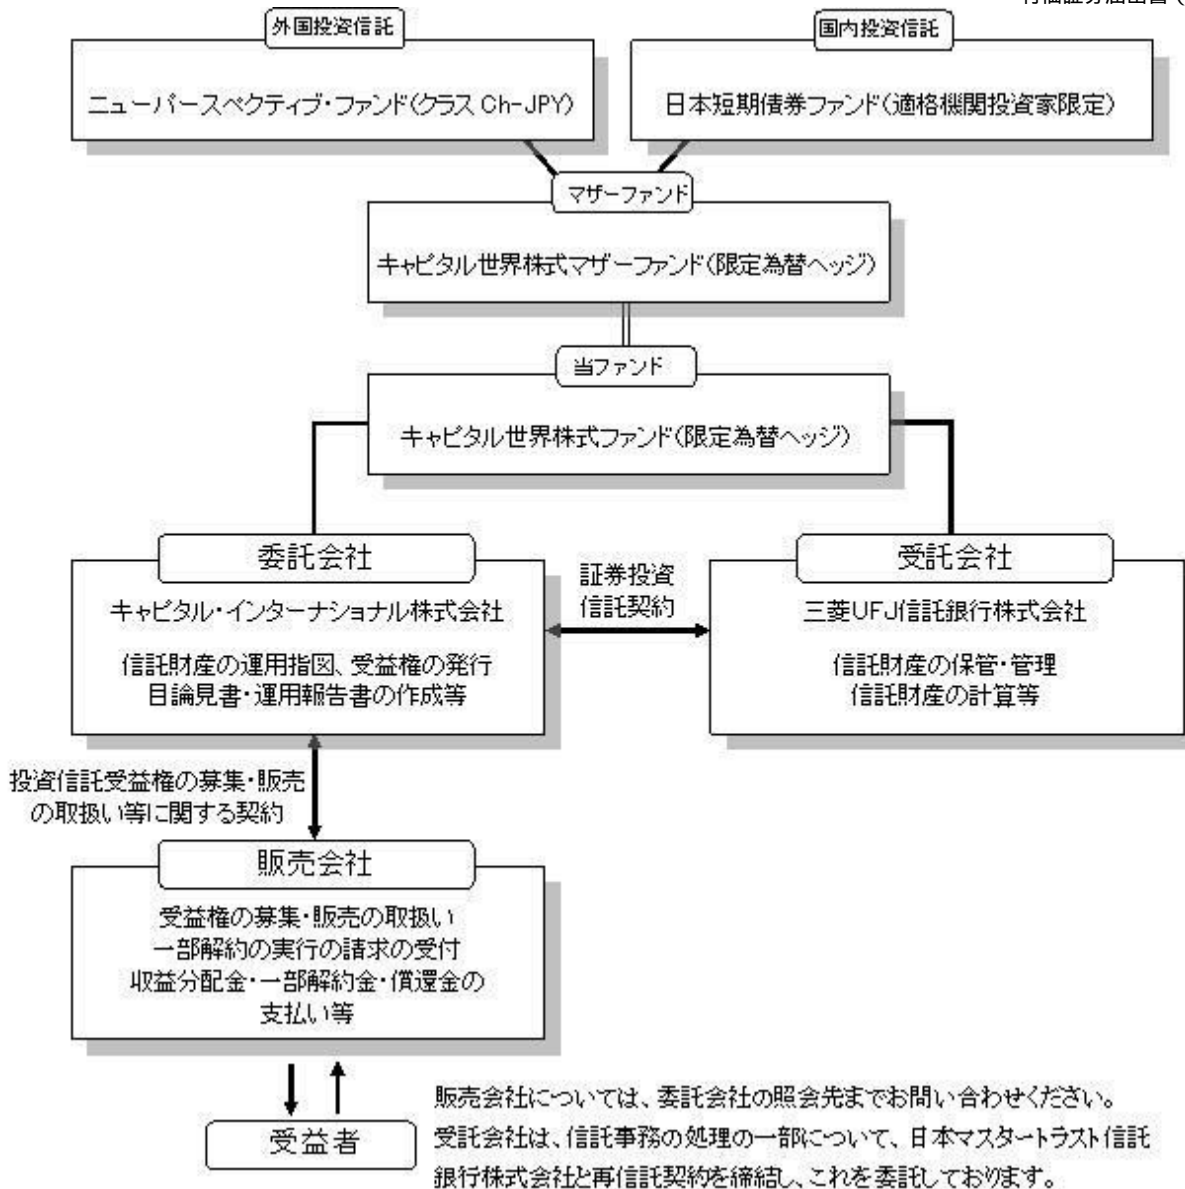 外国投資信託
ニューパースペクティブ・ファンド(クラス Ch-JPY)
国内投資信託
日本短期債券ファンド(適格機関投資家限定)
マザーファンド
キャピタル世界株式マザーファンド(限定為替ヘッジ)
当ファンド
キャピタル世界株式ファンド(限定為替ヘッジ)
委託会社
キャピタル・インターナショナル株式会社
信託財産の運用指図、受益権の発行
目論見書・運用報告書の作成等
証券投資
信託契約
受託会社
三菱UFJ信託銀行株式会社
信託財産の保管・管理
信託財産の計算等
投資信託受益権の募集・販売
の取扱い等に関する契約
販売会社
受益権の募集・販売の取扱い
一部解約の実行の請求の受付
収益分配金・一部解約金・償還金の
支払い等
受益者
販売会社については、委託会社の照会先までお問い合わせください。
受託会社は、信託事務の処理の一部について、日本マスタートラスト信託
銀行株式会社と再信託契約を締結し、これを委託しております。